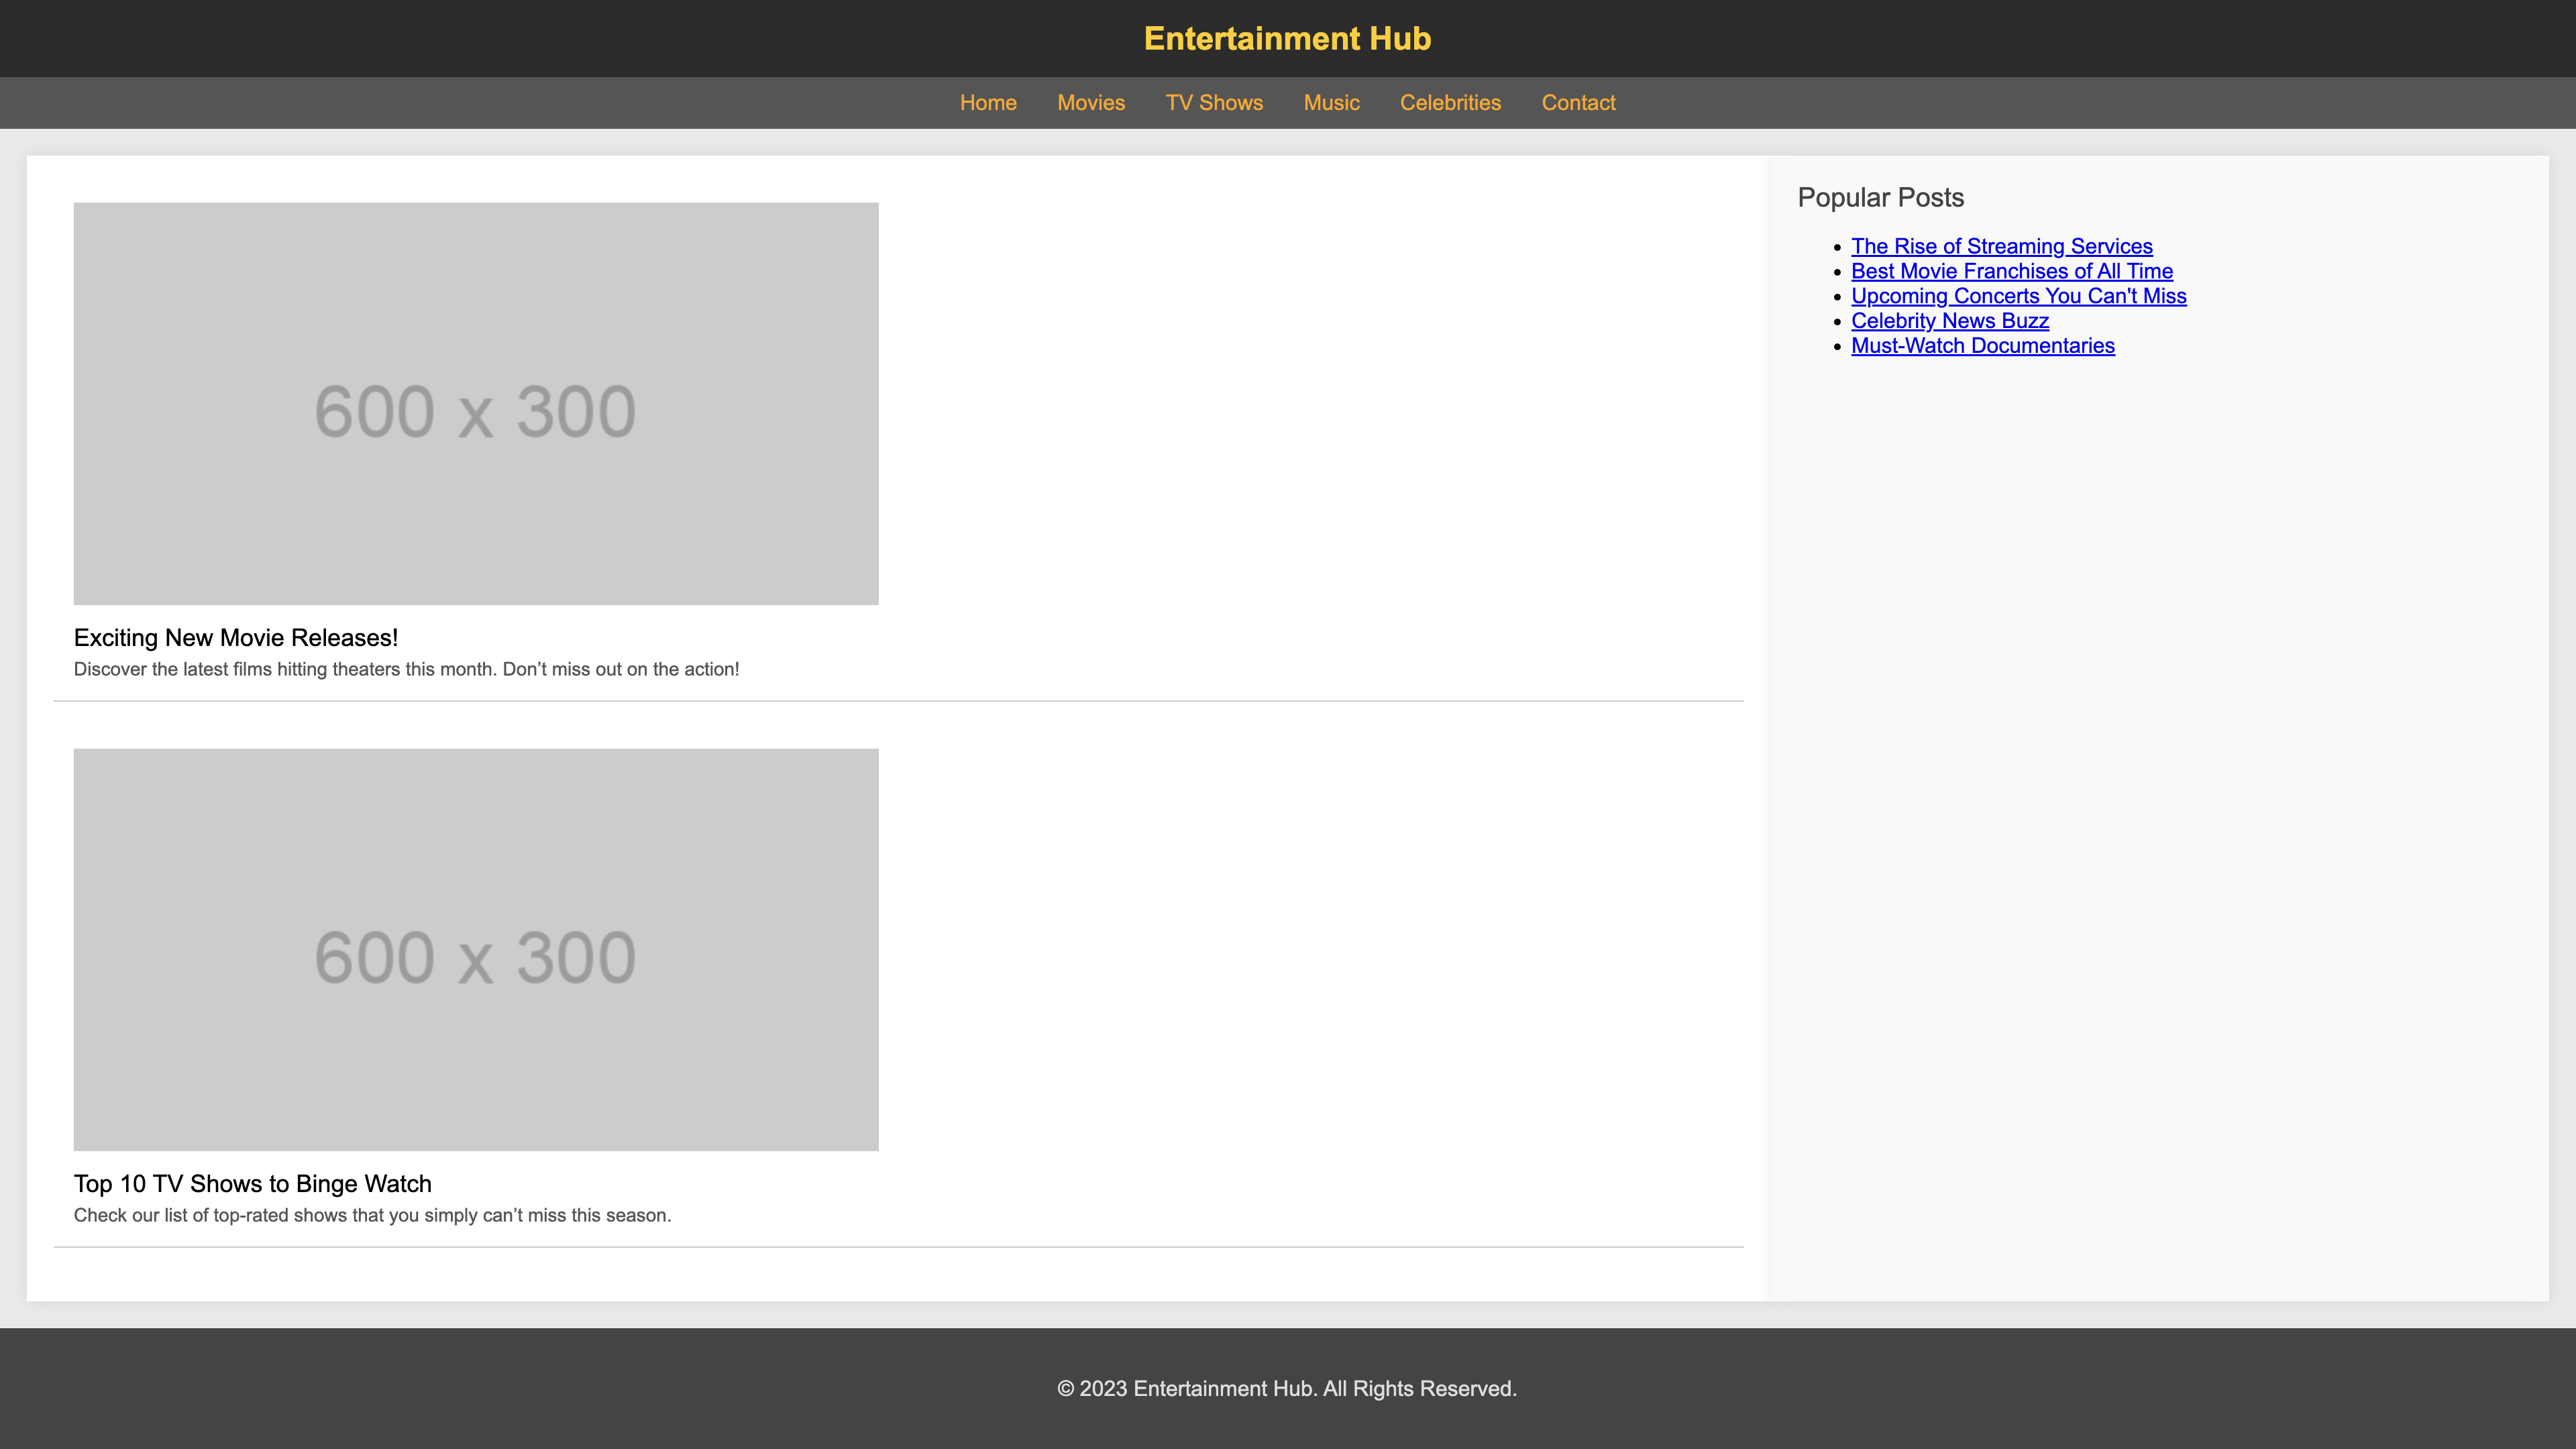 Entertainment Hub
Home Movies TV Shows Music Celebrities Contact
600 x 300
Exciting New Movie Releases!
Discover the latest films hitting theaters this month. Don’t miss out on the action!
600 x 300
Top 10 TV Shows to Binge Watch
Check our list of top-rated shows that you simply can’t miss this season.
Popular Posts
The Rise of Streaming Services
Best Movie Franchises of All Time
Upcoming Concerts You Can't Miss
Celebrity News Buzz
Must-Watch Documentaries
© 2023 Entertainment Hub. All Rights Reserved.